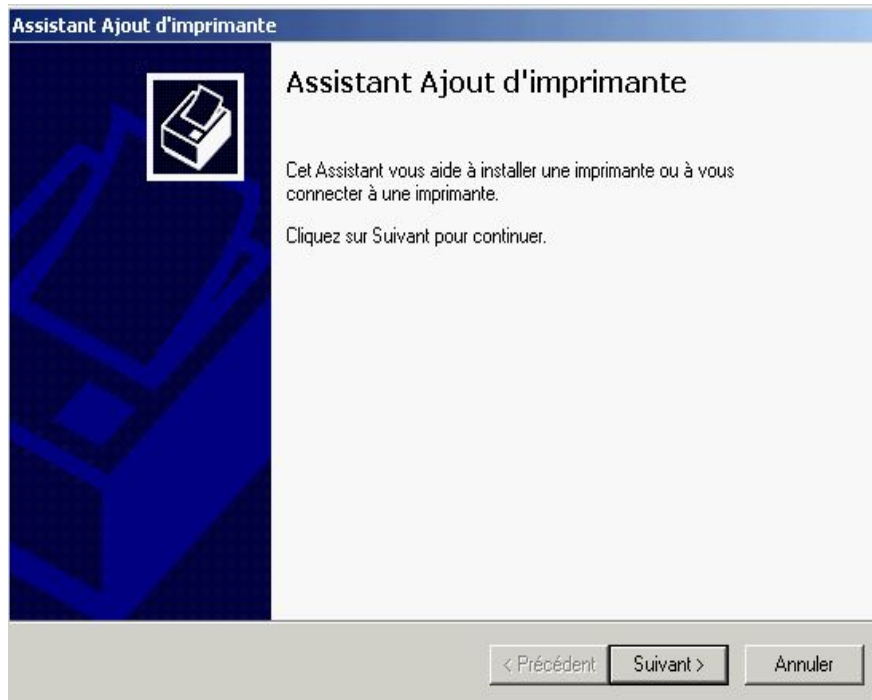 Assistant Ajout d'imprimante
Assistant Ajout d'imprimante
Cet Assistant vous aide à installer une imprimante ou à vous
connecter à une imprimante.
Cliquez sur Suivant pour continuer.
< Précédent Suivant > Annuler